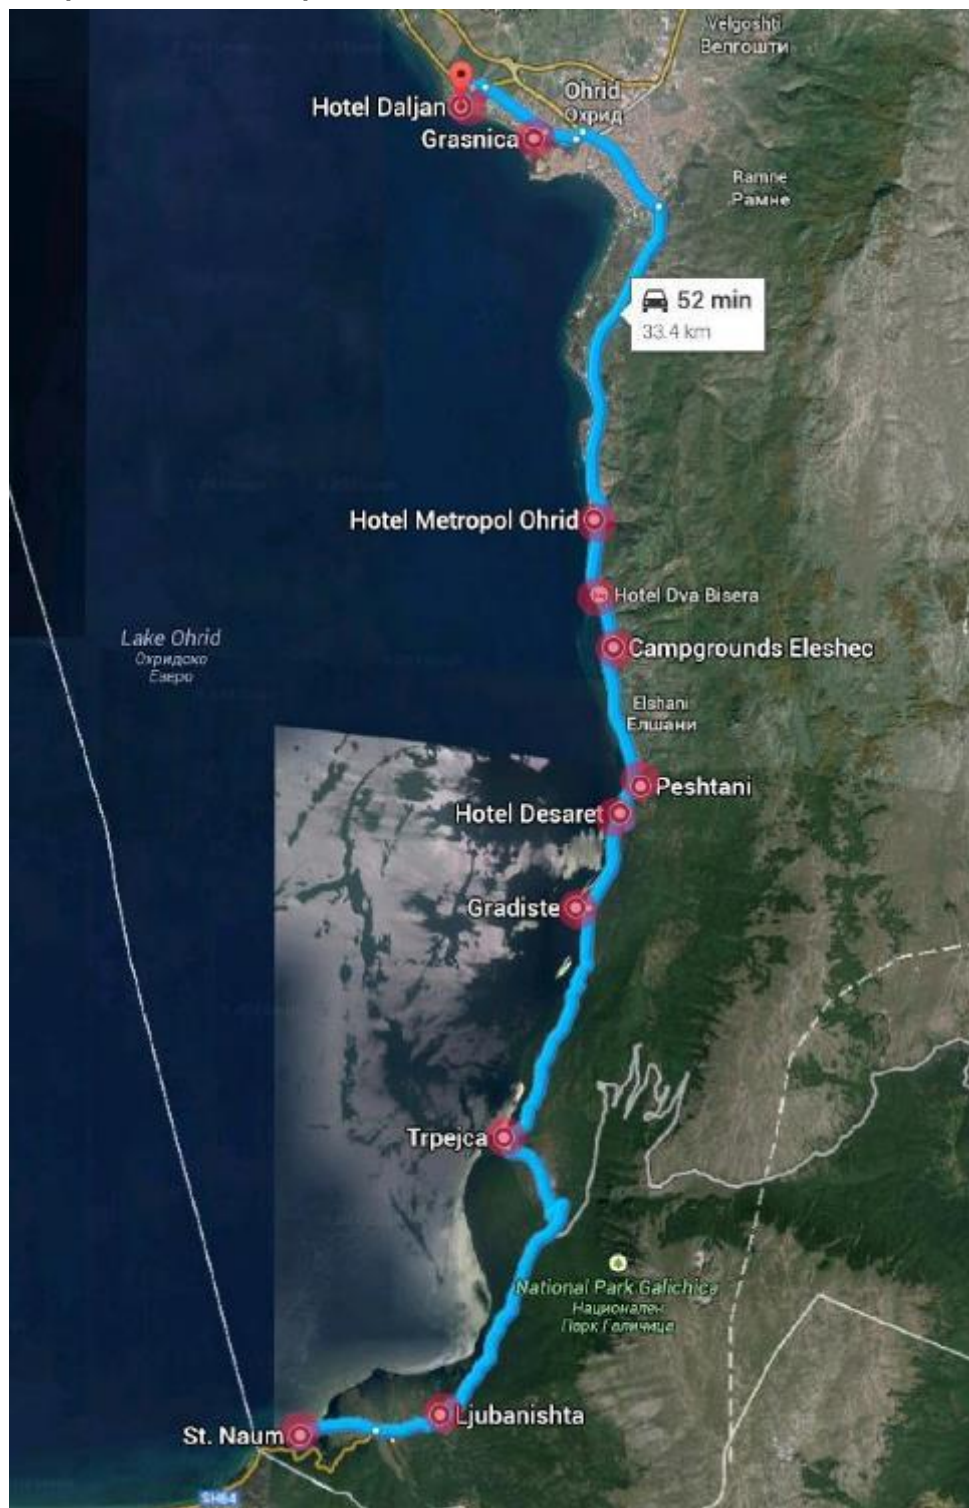 Velgoshti
Велгошти
Hotel Daljan
Ohrid
Охрид
Grasnica
Ramne
Рамне
52 min
33.4 km
Hotel Metropol Ohrid
Hotel Dva Bisera
Lake Ohrid
Охридско
Езеро
Campgrounds Eleshec
Elshani
Елшани
Peshtani
Hotel Desaret
Gradiste
Trpejca
National Park Galichica
Национален
Парк Галичица
Ljubanishta
St. Naum
SH64